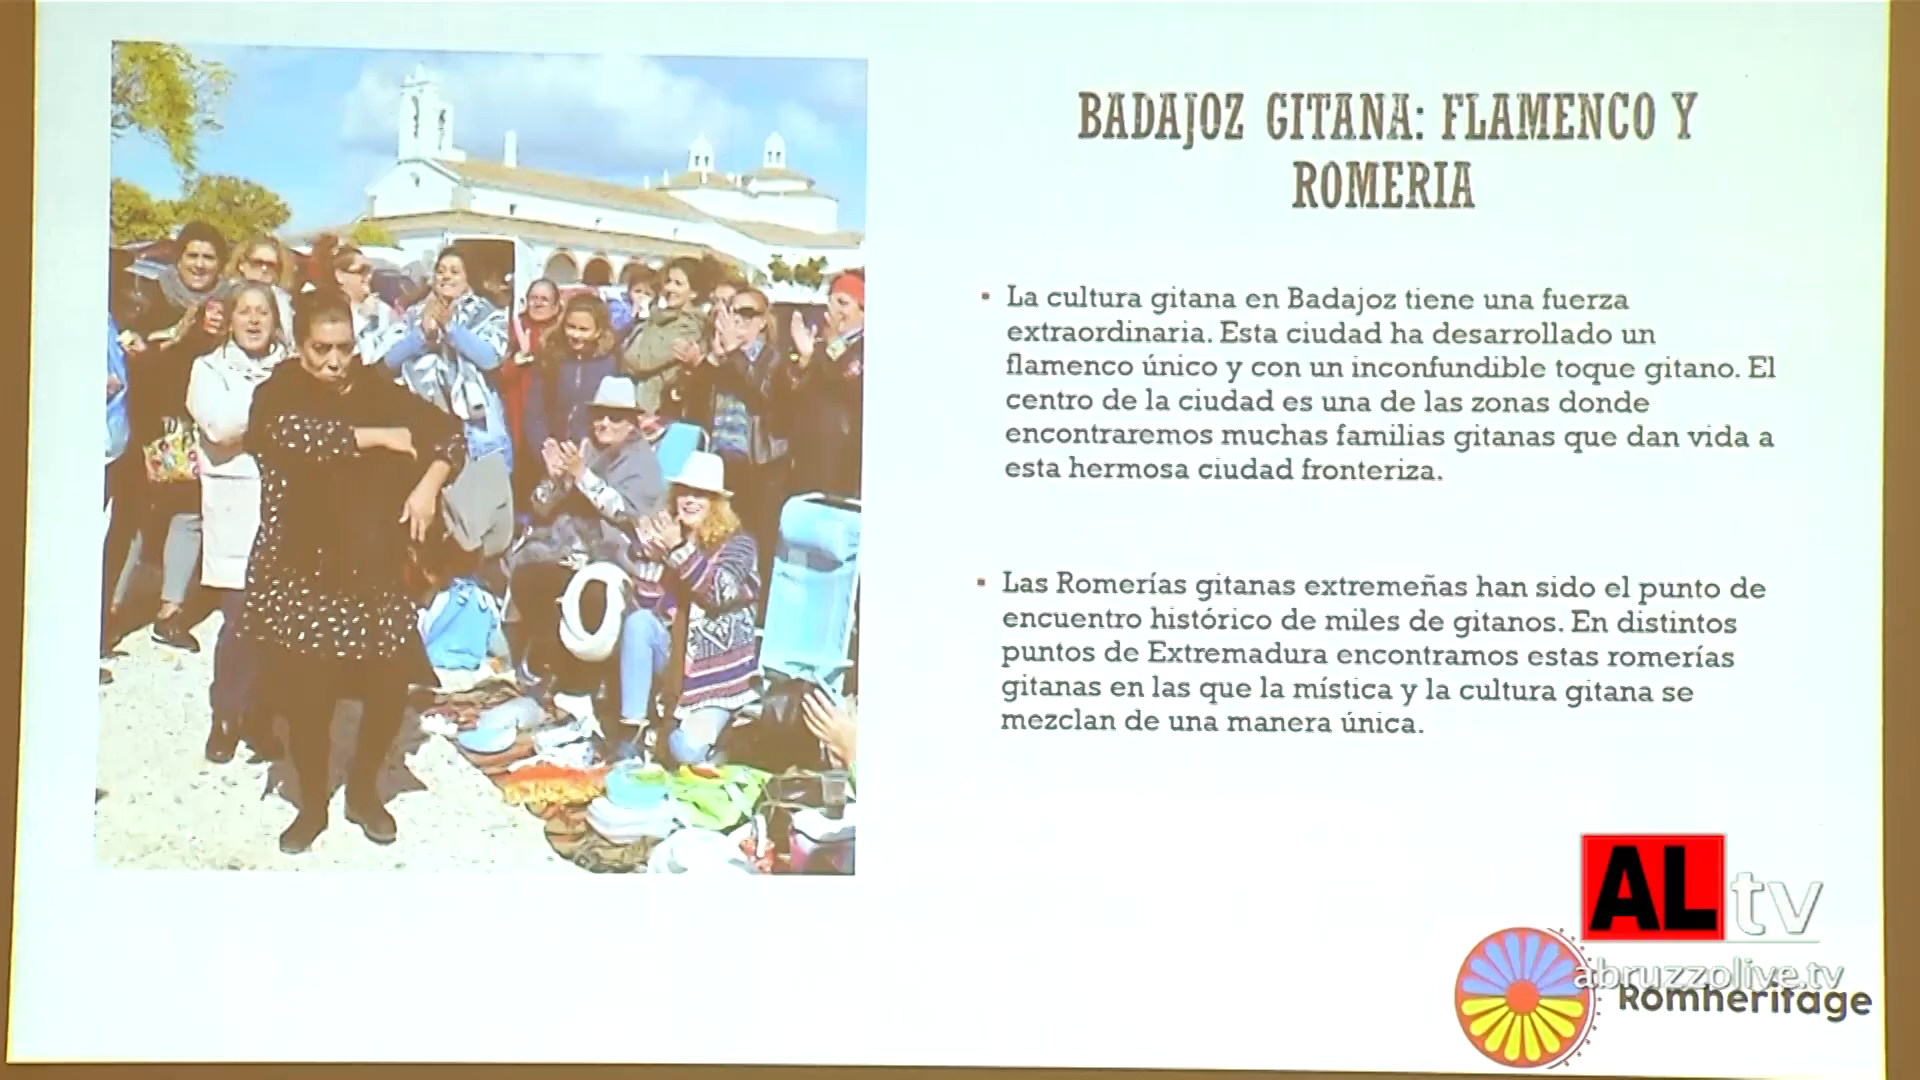 BADAJOZ GITANA: FLAMENCO Y
ROMERIA
▪ La cultura gitana en Badajoz tiene una fuerza
extraordinaria. Esta ciudad ha desarrollado un
flamenco único y con un inconfundible toque gitano. El
centro de la ciudad es una de las zonas donde
encontraremos muchas familias gitanas que dan vida a
esta hermosa ciudad fronteriza.
▪ Las Romerías gitanas extremeñas han sido el punto de
encuentro histórico de miles de gitanos. En distintos
puntos de Extremadura encontramos estas romerías
gitanas en las que la mística y la cultura gitana se
mezclan de una manera única.
ALtv
abruzzolive.tv
Romheritage